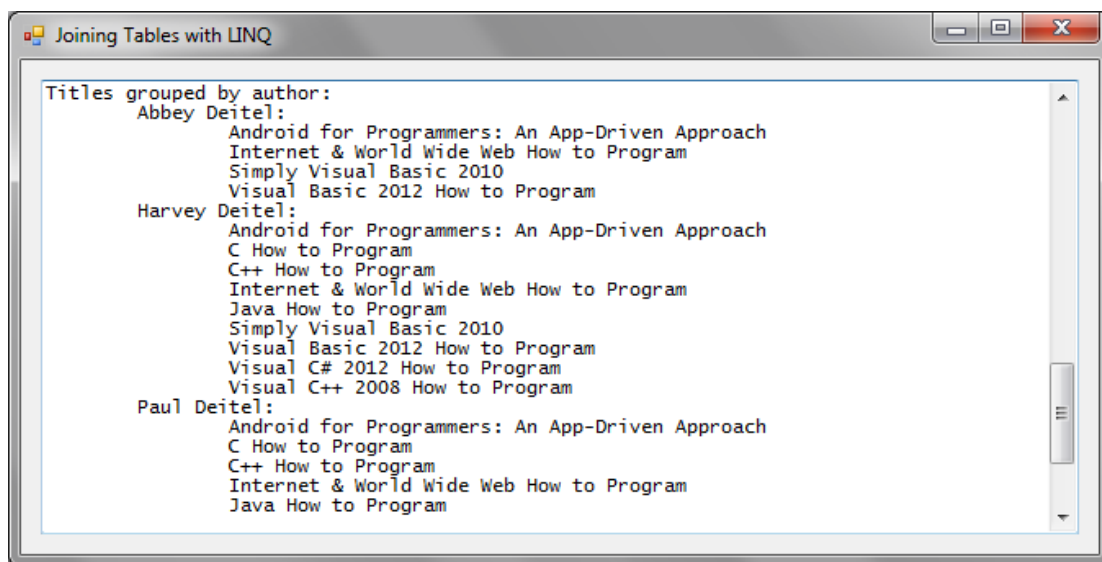 Joining Tables with LINQ
Titles grouped by author:
Abbey Deitel:
Android for Programmers: An App-Driven Approach
Internet & World Wide Web How to Program
Simply Visual Basic 2010
Visual Basic 2012 How to Program
Harvey Deitel:
Android for Programmers: An App-Driven Approach
C How to Program
C++ How to Program
Internet & World Wide Web How to Program
Java How to Program
Simply Visual Basic 2010
Visual Basic 2012 How to Program
Visual C# 2012 How to Program
Visual C++ 2008 How to Program
Paul Deitel:
Android for Programmers: An App-Driven Approach
C How to Program
C++ How to Program
Internet & World Wide Web How to Program
Java How to Program